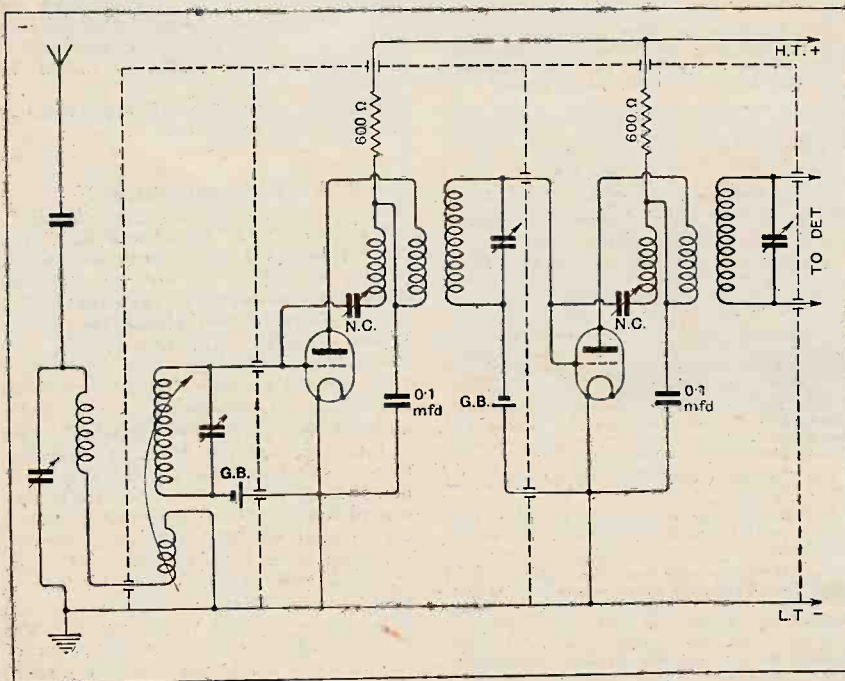 H.T.+
600 Ω
600 Ω
TO DET
N.C.
N.C.
0·1
mfd
G.B.
0·1
mfd
G.B.
L.T –